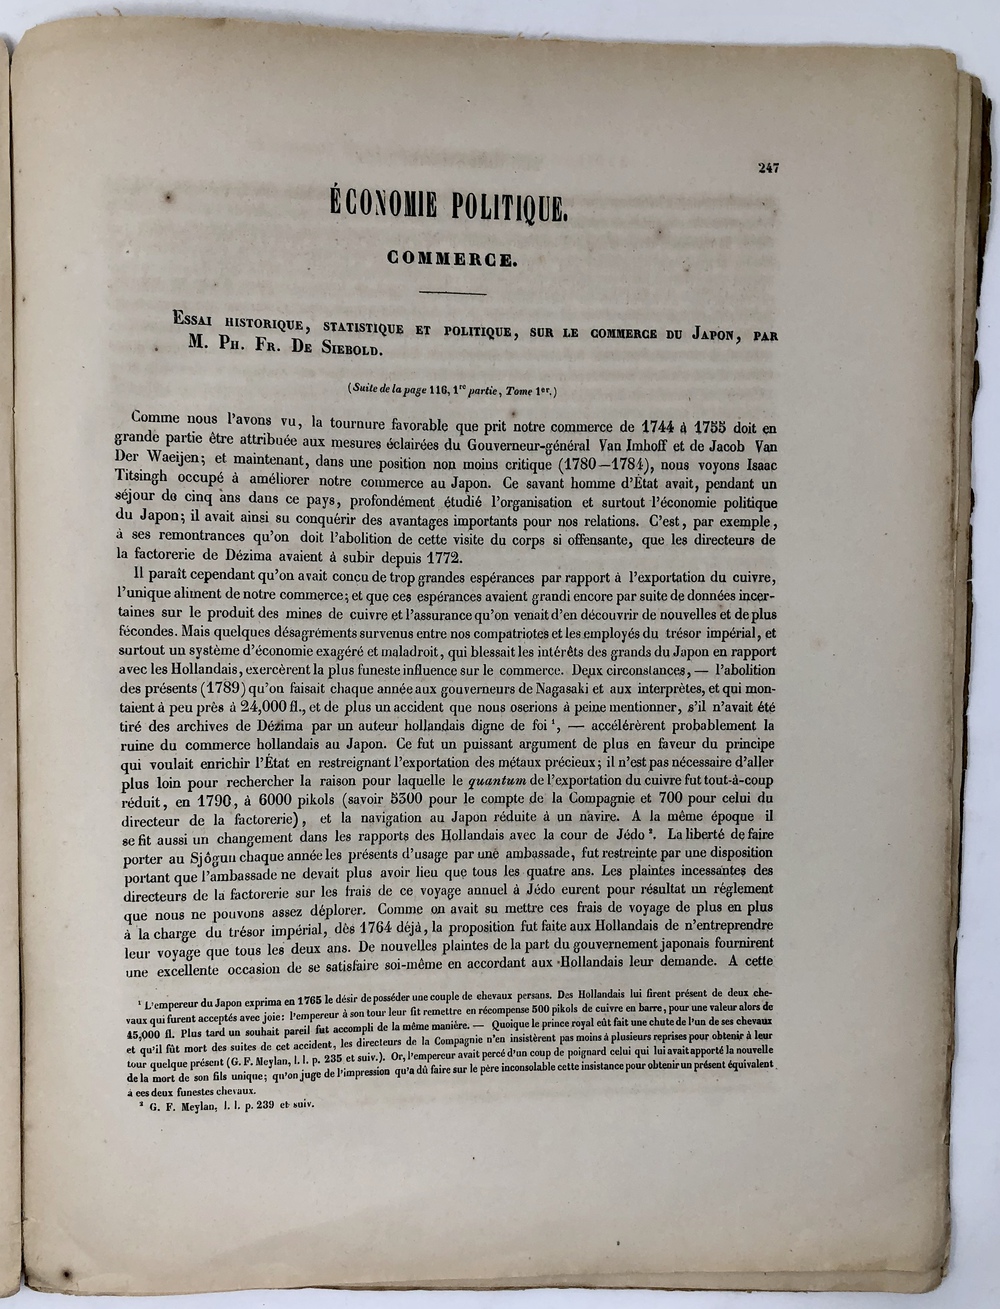 247
ÉCONOMIE POLITIQUE.
COMMERCE.
ESSAI HISTORIQUE, STATISTIQUE ET POLITIQUE, SUR LE COMMERCE DU JAPON, PAR
M. PH. FR. DE SIEBOLD.
(Suite de la page 116, 1re partie, Tome 1er.)
Comme nous l'avons vu, la tournure favorable que prit notre commerce de 1744 à 1755 doit en
grande partie être attribuée aux mesures éclairées du Gouverneur-général Van Imhoff et de Jacob Van
Der Waeijen; et maintenant, dans une position non moins critique (1780—1784), nous voyons Isaac
Titsingh occupé à améliorer notre commerce au Japon. Ce savant homme d'État avait, pendant un
séjour de cinq ans dans ce pays, profondément étudié l'organisation et surtout l'économie politique
du Japon; il avait ainsi su conquérir des avantages importants pour nos relations. C'est, par exemple,
à ses remontrances qu'on doit l'abolition de cette visite du corps si offensante, que les directeurs de
la factorerie de Dézima avaient à subir depuis 1772.
Il paraît cependant qu'on avait concu de trop grandes espérances par rapport à l'exportation du cuivre,
l'unique aliment de notre commerce; et que ces espérances avaient grandi encore par suite de données incer-
taines sur le produit des mines de cuivre et l'assurance qu'on venait d'en découvrir de nouvelles et de plus
fécondes. Mais quelques désagréments survenus entre nos compatriotes et les employés du trésor impérial, et
surtout un système d'économie exagéré et maladroit, qui blessait les intérêts des grands du Japon en rapport
avec les Hollandais, exercèrent la plus funeste influence sur le commerce. Deux circonstances, — l'abolition
des présents (1789) qu'on faisait chaque année aux gouverneurs de Nagasaki et aux interprètes, et qui mon-
taient à peu près à 24,000 fl., et de plus un accident que nous oserions à peine mentionner, s'il n'avait été
tiré des archives de Dézima par un auteur hollandais digne de foi ¹, — accélérèrent probablement la
ruine du commerce hollandais au Japon. Ce fut un puissant argument de plus en faveur du principe
qui voulait enrichir l'État en restreignant l'exportation des métaux précieux; il n'est pas nécessaire d'aller
plus loin pour rechercher la raison pour laquelle le quantum de l'exportation du cuivre fut tout-à-coup
réduit, en 1790, à 6000 pikols (savoir 5300 pour le compte de la Compagnie et 700 pour celui du
directeur de la factorerie), et la navigation au Japon réduite à un navire. A la même époque il
se fit aussi un changement dans les rapports des Hollandais avec la cour de Jédo ². La liberté de faire
porter au Sjôguu chaque année les présents d'usage par une ambassade, fut restreinte par une disposition
portant que l'ambassade ne devait plus avoir lieu que tous les quatre ans. Les plaintes incessantes des
directeurs de la factorerie sur les frais de ce voyage annuel à Jédo eurent pour résultat un réglement
que nous ne pouvons assez déplorer. Comme on avait su mettre ces frais de voyage de plus en plus
à la charge du trésor impérial, dès 1764 déjà, la proposition fut faite aux Hollandais de n'entreprendre
leur voyage que tous les deux ans. De nouvelles plaintes de la part du gouvernement japonais fournirent
une excellente occasion de se satisfaire soi-même en accordant aux Hollandais leur demande. A cette
¹ L'empereur du Japon exprima en 1765 le désir de posséder une couple de chevaux persans. Des Hollandais lui firent présent de deux che-
vaux qui furent acceptés avec joie: l'empereur à son tour leur fit remettre en récompense 500 pikols de cuivre en barre, pour une valeur alors de
45,000 fl. Plus tard un souhait pareil fut accompli de la même manière. — Quoique le prince royal eût fait une chute de l'un de ses chevaux
et qu'il fût mort des suites de cet accident, les directeurs de la Compagnie n'en insistèrent pas moins à plusieurs reprises pour obtenir à leur
tour quelque présent (G. F. Meylan, l. l. p. 235 et suiv.). Or, l'empereur avait percé d'un coup de poignard celui qui lui avait apporté la nouvelle
de la mort de son fils unique; qu'on juge de l'impression qu'a dû faire sur le père inconsolable cette insistance pour obtenir un présent équivalent
à ces deux funestes chevaux.
² G. F. Meylan, l. l. p. 239 et suiv.